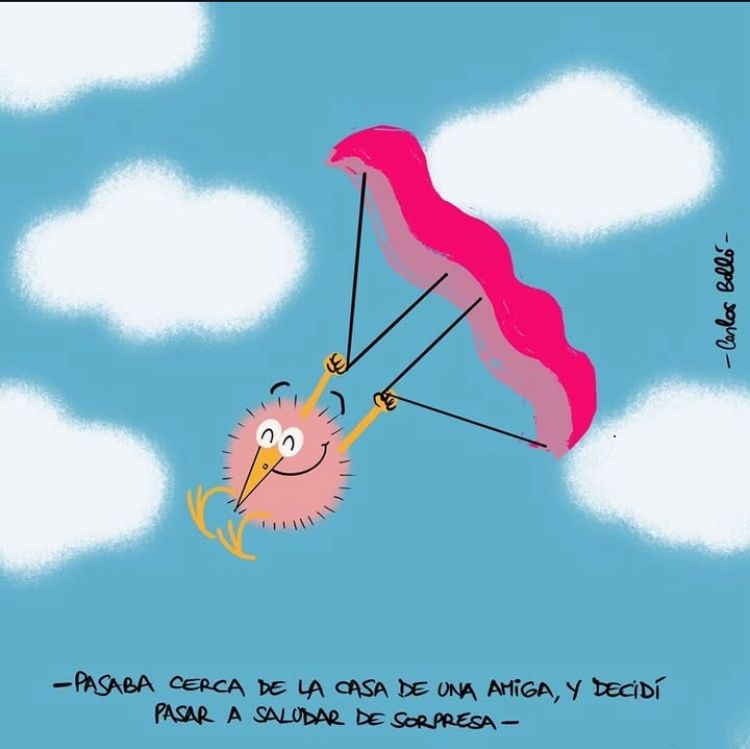 -PASABA CERCA DE LA CASA DE UNA AMIGA, Y DECIDÍ
PASAR A SALUDAR DE SORPRESA-
-Carlos Balló-